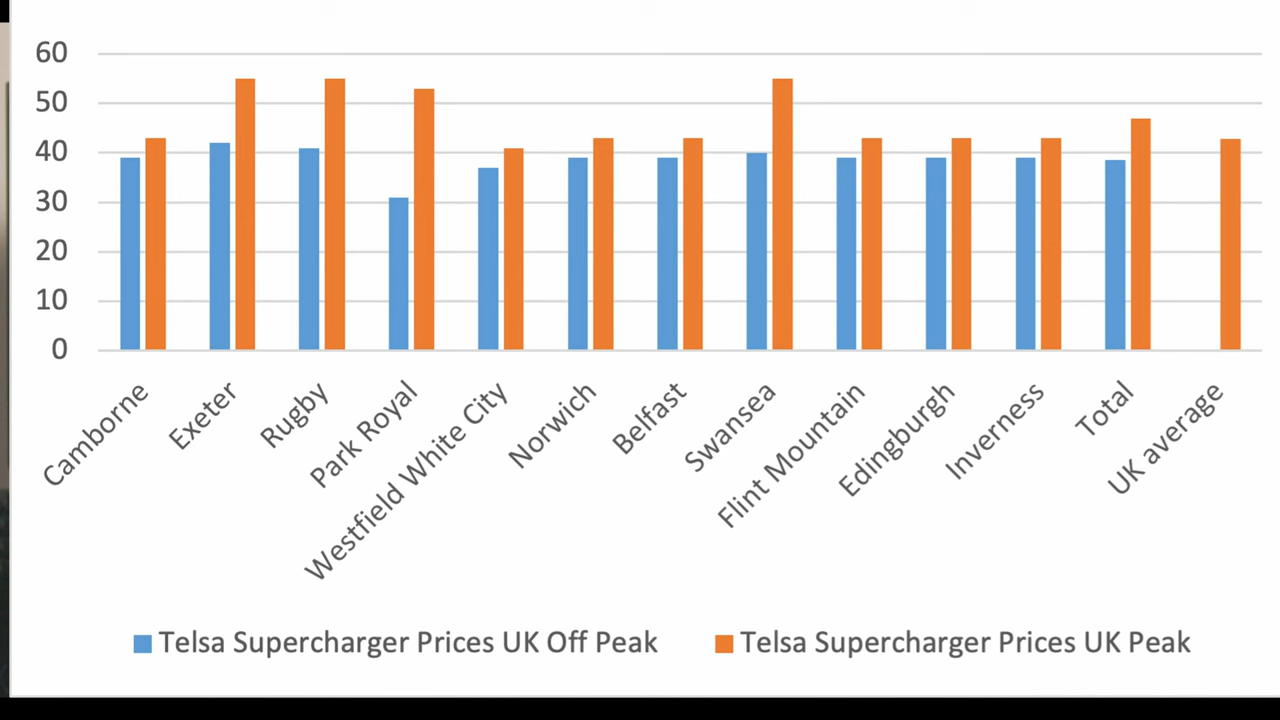 60
50
40
30
20
10
0
Camborne
Exeter
Rugby
Park Royal
Westfield White City
Norwich
Belfast
Swansea
Flint Mountain
Edingburgh
Inverness
Total
UK average
Telsa Supercharger Prices UK Off Peak
Telsa Supercharger Prices UK Peak